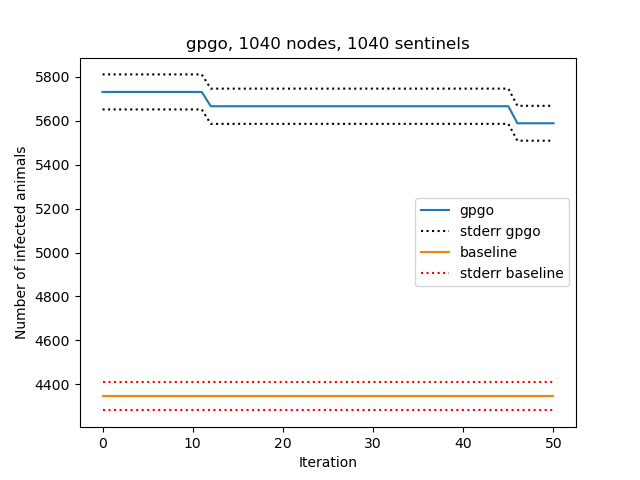 gpgo, 1040 nodes, 1040 sentinels
Number of infected animals
5800
5600
5400
5200
5000
4800
4600
4400
gpgo
stderr gpgo
baseline
stderr baseline
0 10 20 30 40 50
Iteration